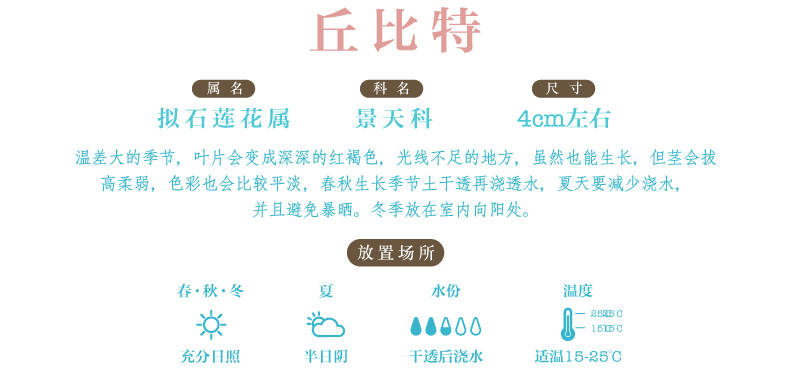 丘比特
属名 科名 尺寸
拟石莲花属 景天科 4cm左右
温差大的季节，叶片会变成深深的红褐色，光线不足的地方，虽然也能生长，但茎会拔
高柔弱，色彩也会比较平淡，春秋生长季节土干透再浇透水，夏天要减少浇水，
并且避免暴晒。冬季放在室内向阳处。
放置场所
春·秋·冬 夏 水份 温度
充分日照 半日阴 干透后浇水 适温15-25℃